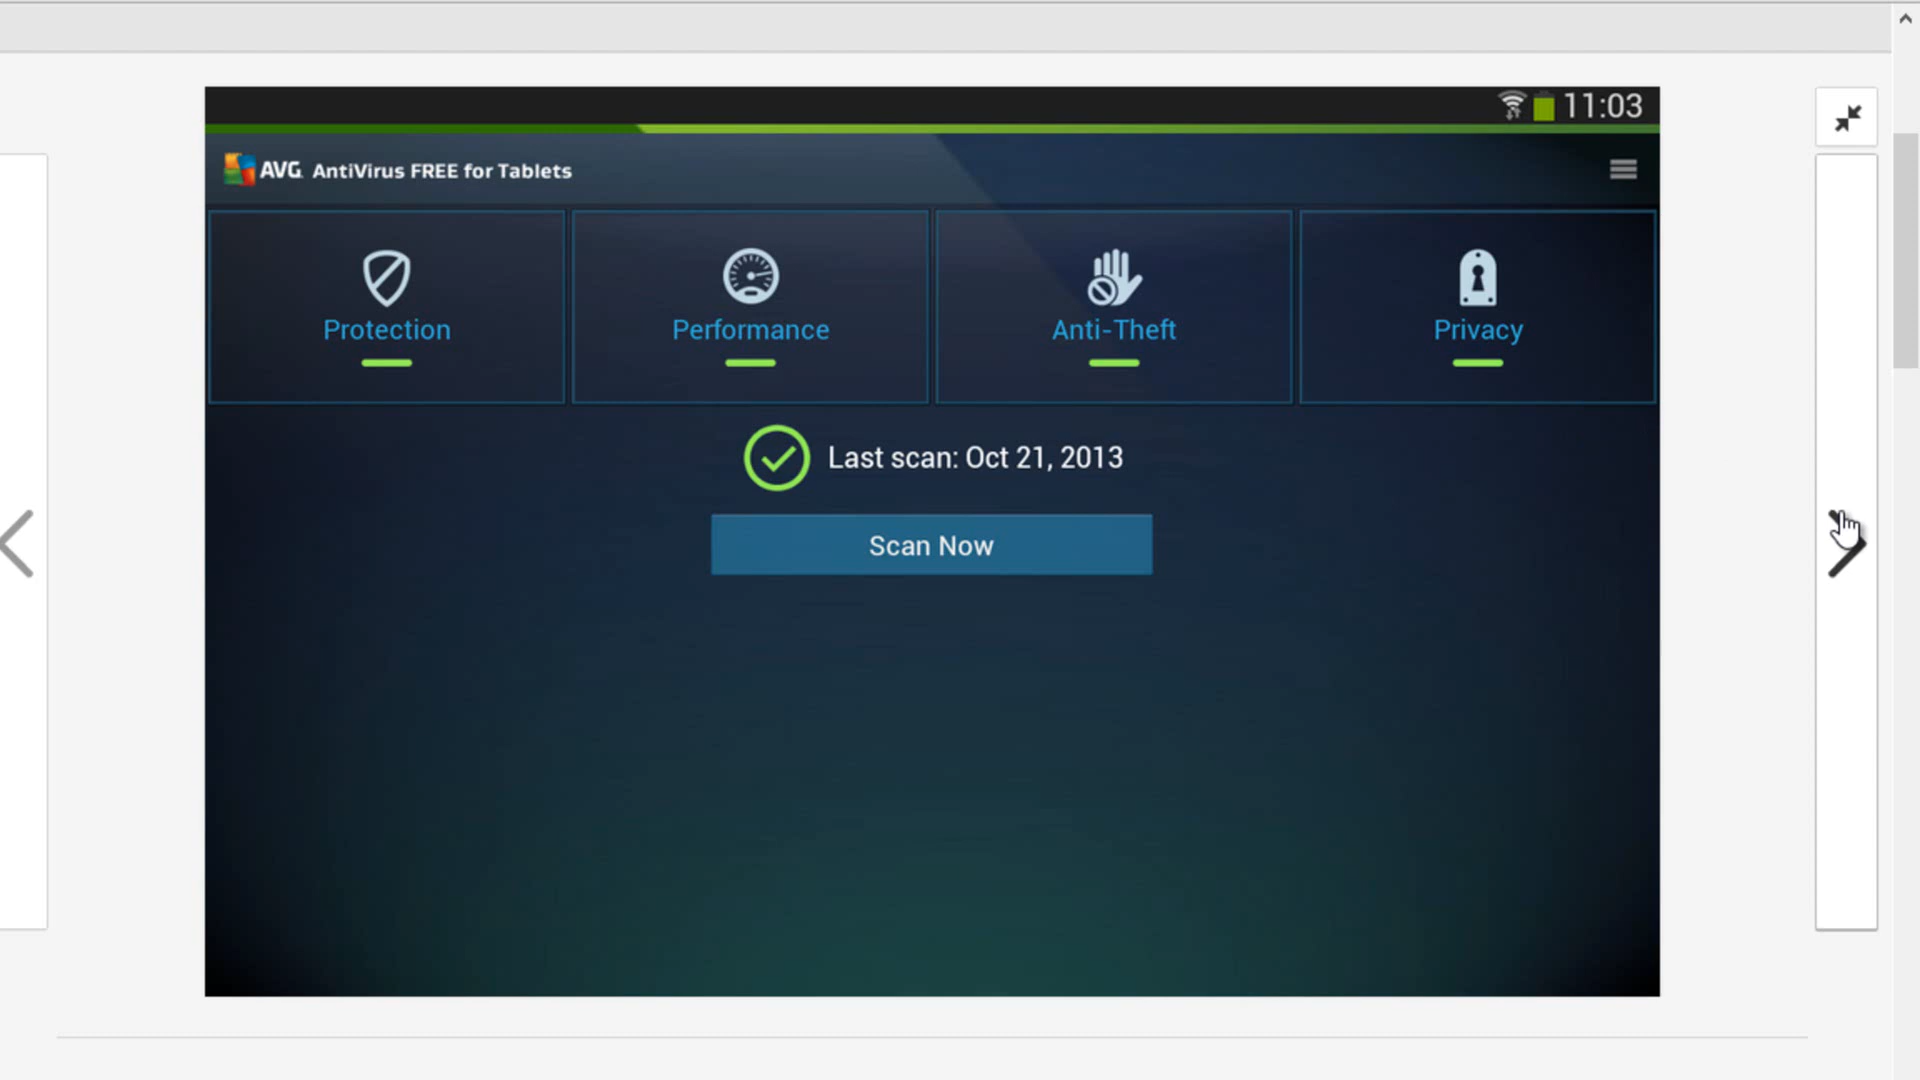 11:03
AVG AntiVirus FREE for Tablets
Protection
Performance
Anti-Theft
Privacy
Last scan: Oct 21, 2013
Scan Now